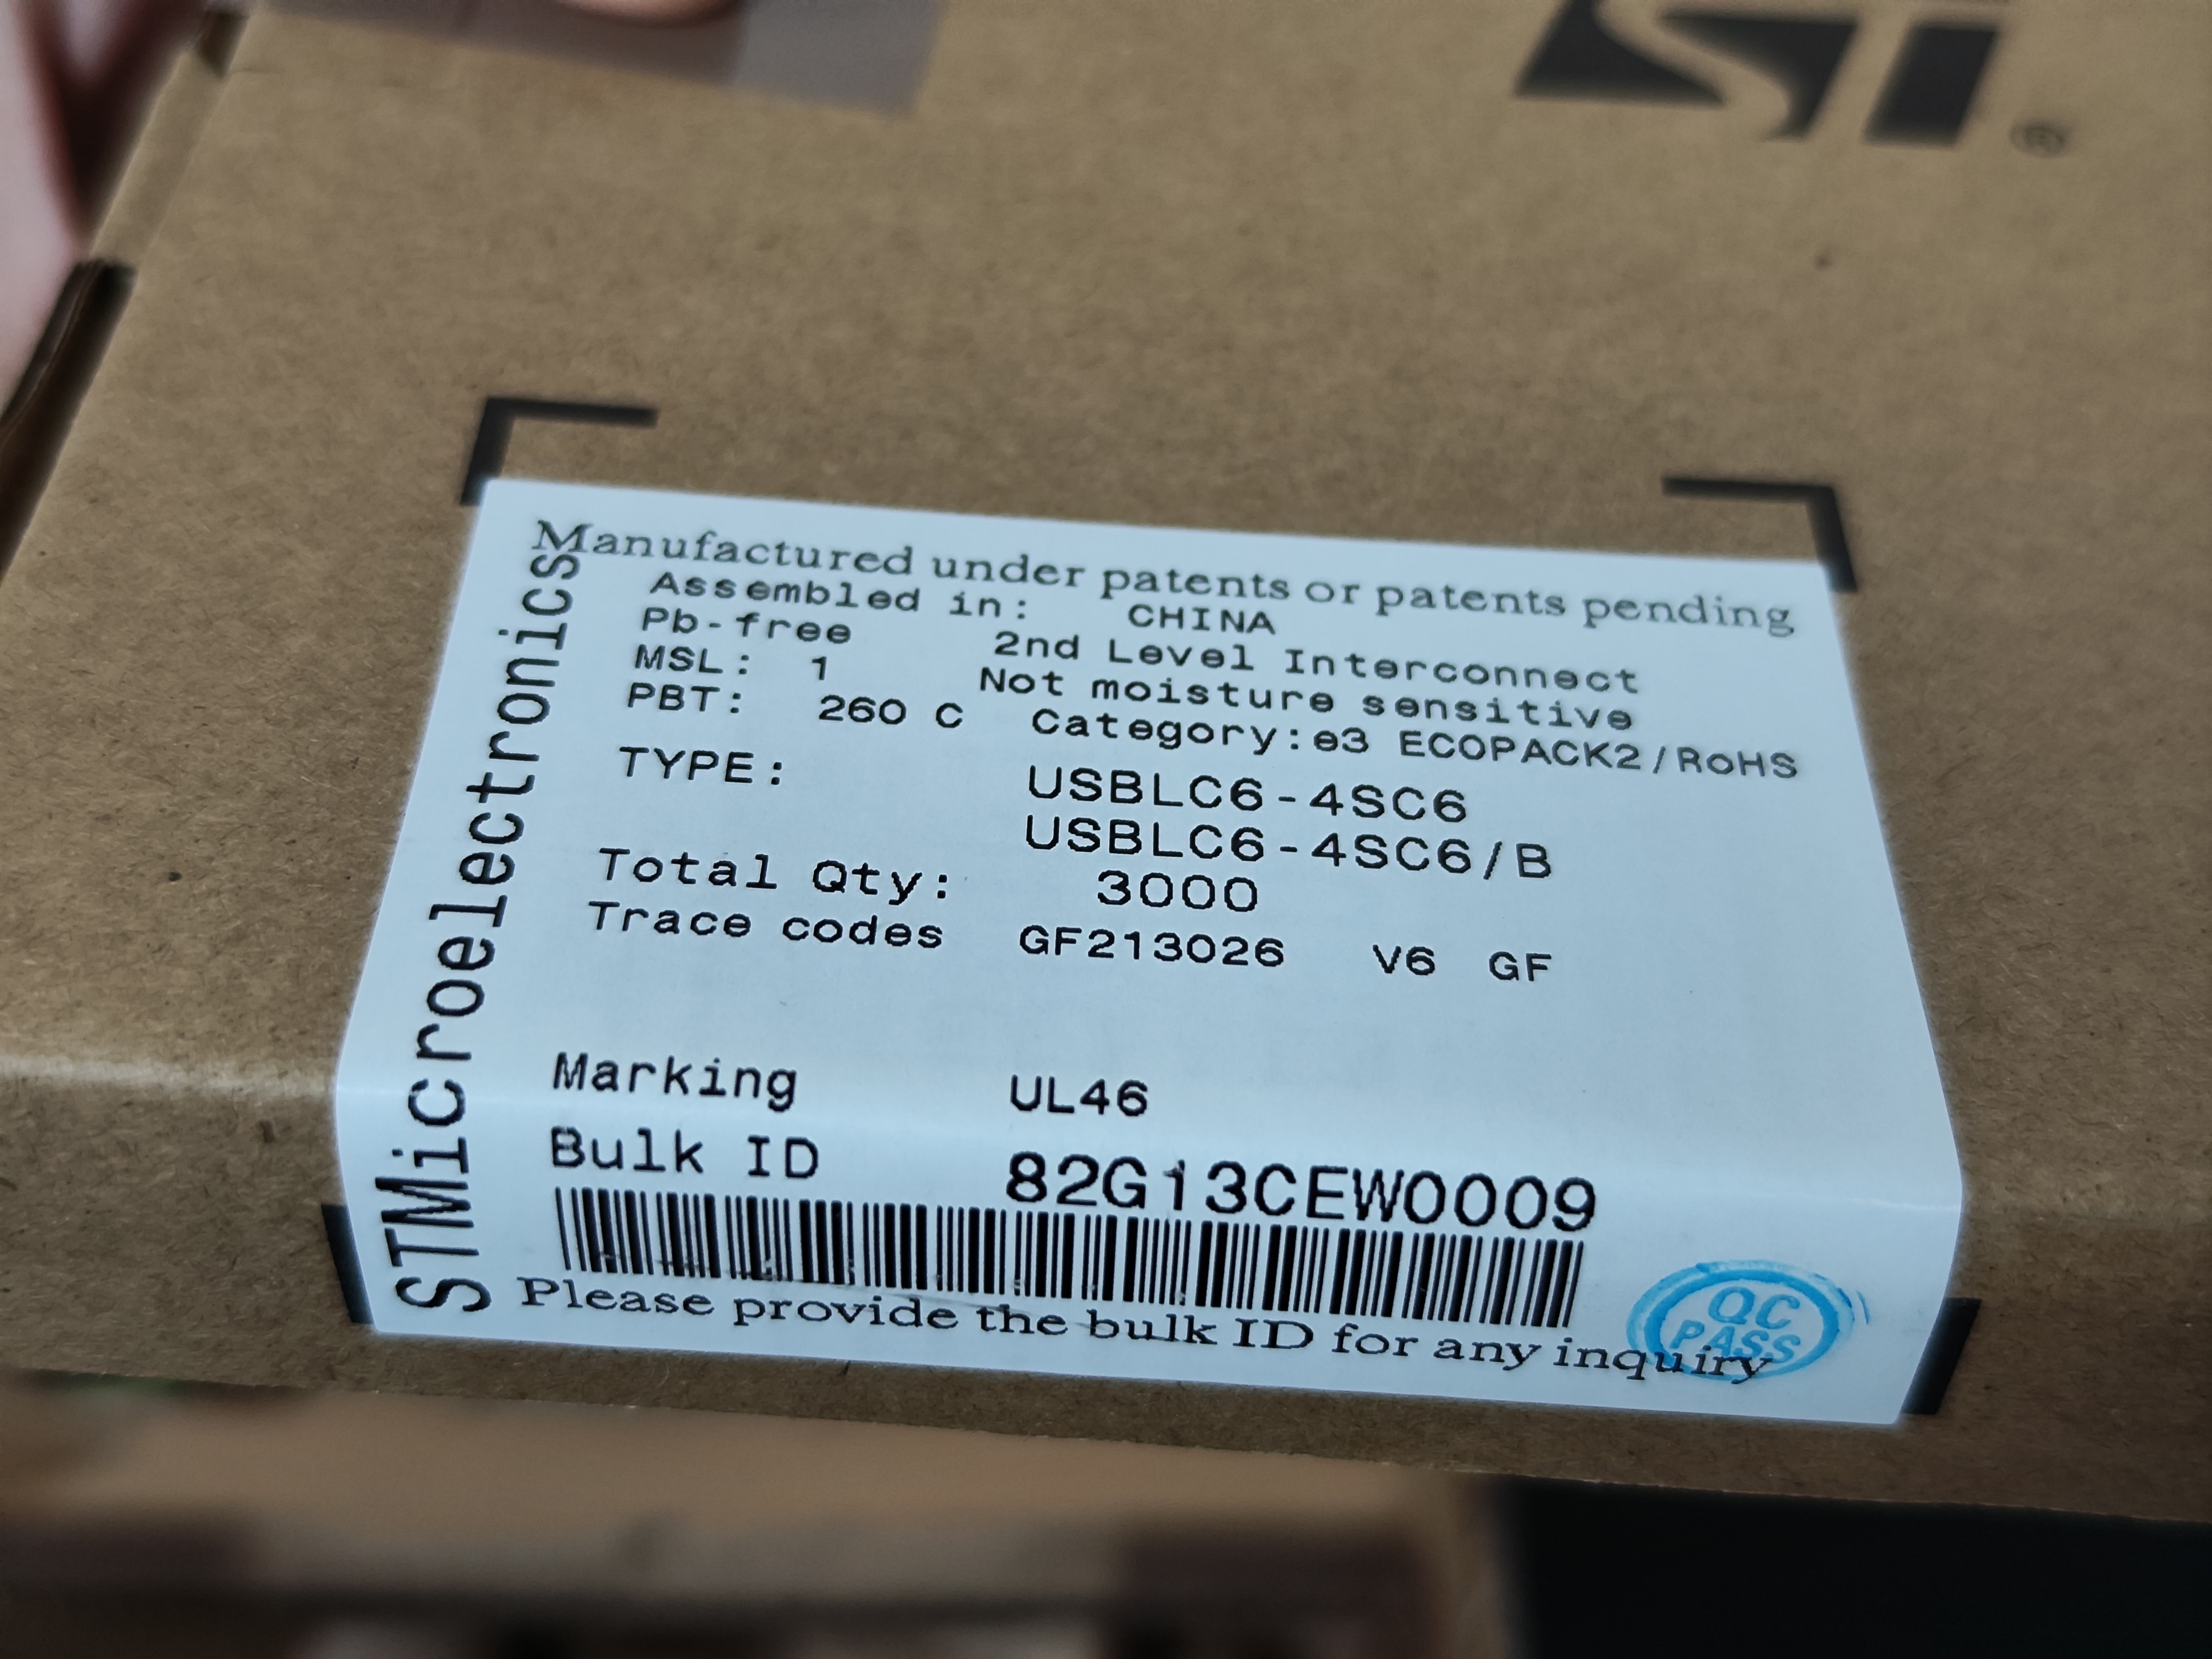 ST ®
Manufactured under patents or patents pending
Assembled in: CHINA
Pb-free 2nd Level Interconnect
MSL: 1 Not moisture sensitive
PBT: 260 C Category:e3 ECOPACK2/RoHS
TYPE: USBLC6-4SC6
USBLC6-4SC6/B
Total Qty: 3000
Trace codes GF213026 V6 GF
Marking UL46
Bulk ID 82G13CEW0009
Please provide the bulk ID for any inquiry
STMicroelectronics
QC
PASS